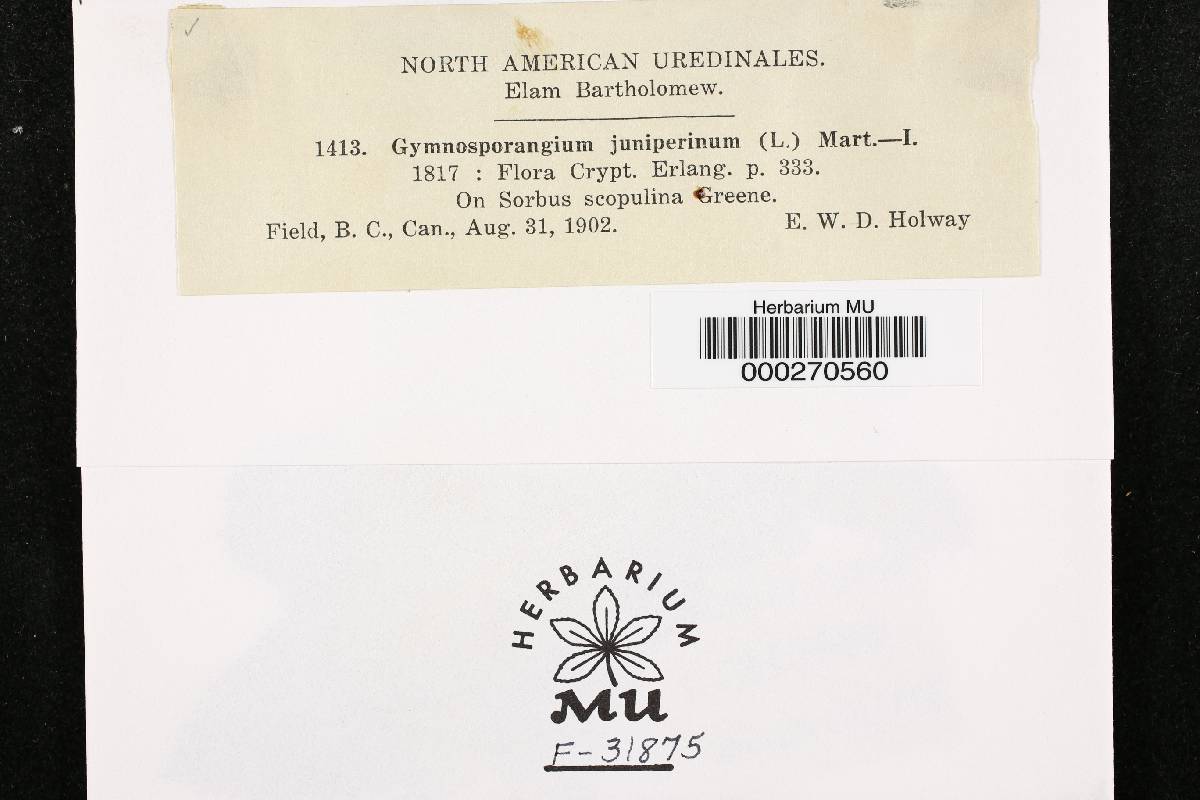 NORTH AMERICAN UREDINALES.
Elam Bartholomew.
1413. Gymnosporangium juniperinum (L.) Mart.—I.
1817 : Flora Crypt. Erlang. p. 333.
On Sorbus scopulina Greene.
Field, B. C., Can., Aug. 31, 1902. E. W. D. Holway
Herbarium MU
000270560
HERBARIUM
MU
F-31875